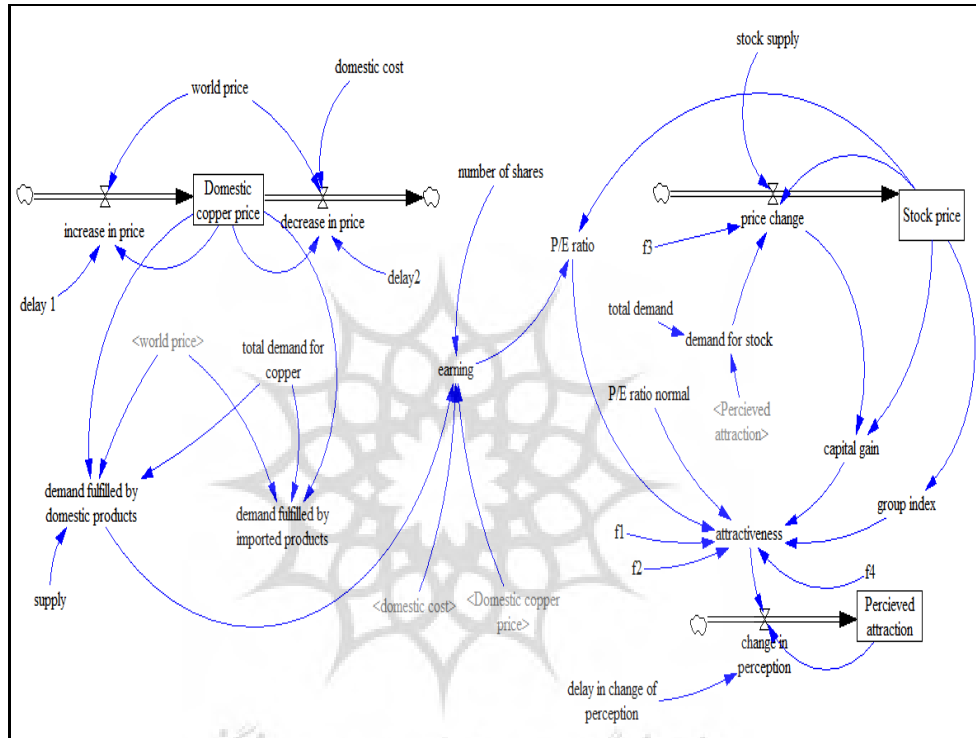 stock supply
domestic cost
world price
number of shares
Domestic
copper price
increase in price
decrease in price
Stock price
price change
P/E ratio
f3
delay 1
delay2
total demand
demand for stock
<world price>
total demand for
copper
earning
P/E ratio normal
<Percieved
attraction>
capital gain
demand fulfilled by
domestic products
demand fulfilled by
imported products
group index
f1
attractiveness
f2
f4
supply
<domestic cost>
<Domestic copper
price>
Percieved
attraction
change in
perception
delay in change of
perception